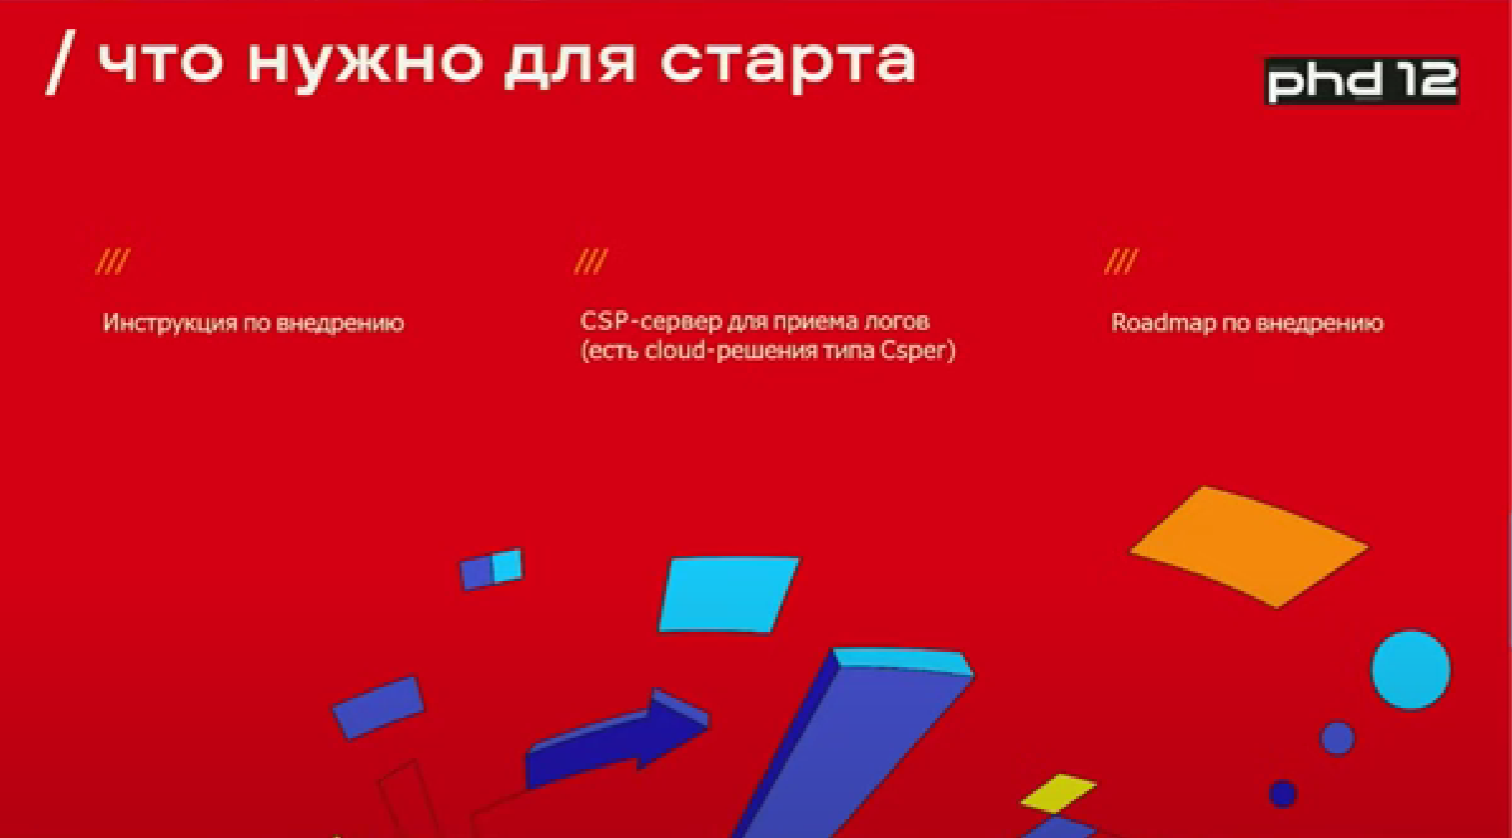 / что нужно для старта
phd 12
///
Инструкция по внедрению
///
CSP-сервер для приема логов
(есть cloud-решения типа Csper)
///
Roadmap по внедрению